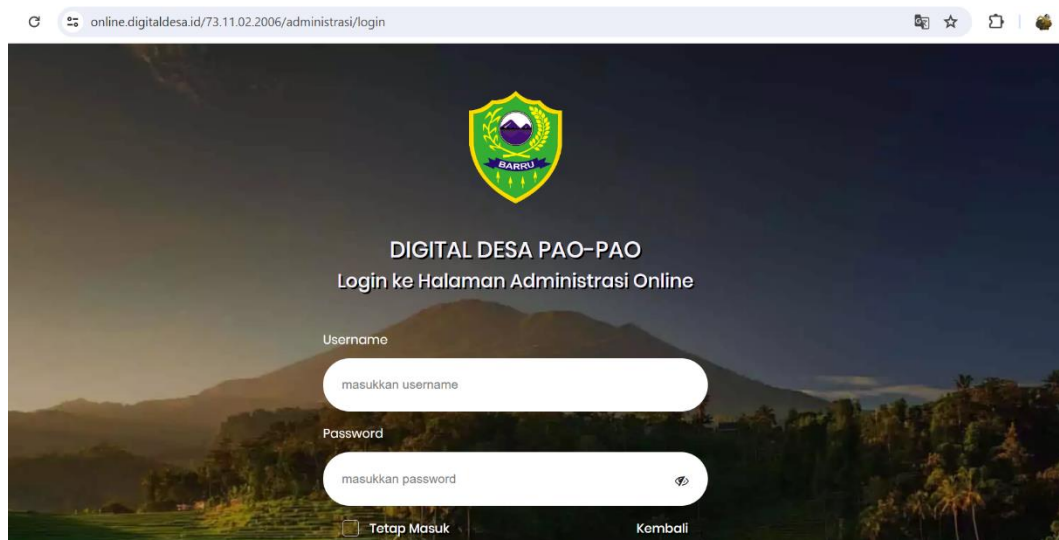 online.digitaldesa.id/73.11.02.2006/administrasi/login
BARRU
DIGITAL DESA PAO-PAO
Login ke Halaman Administrasi Online
Username
masukkan username
Password
masukkan password
Tetap Masuk Kembali